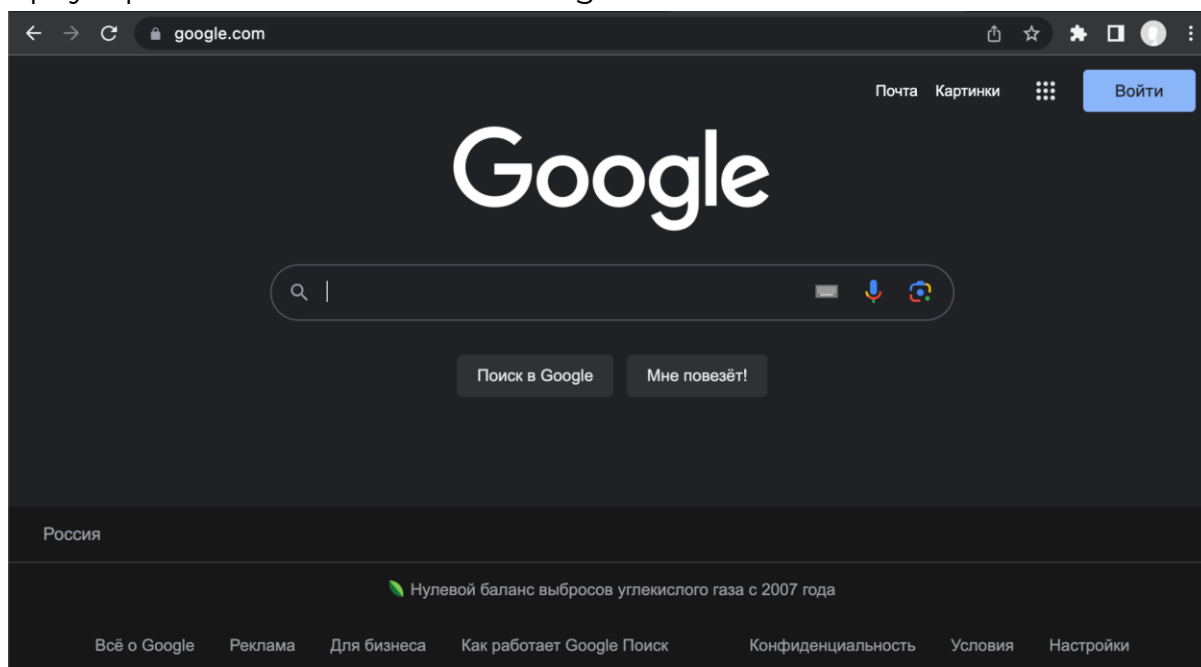 google.com
Почта Картинки Войти
Google
Поиск в Google Мне повезёт!
Россия
Нулевой баланс выбросов углекислого газа с 2007 года
Всё о Google Реклама Для бизнеса Как работает Google Поиск Конфиденциальность Условия Настройки